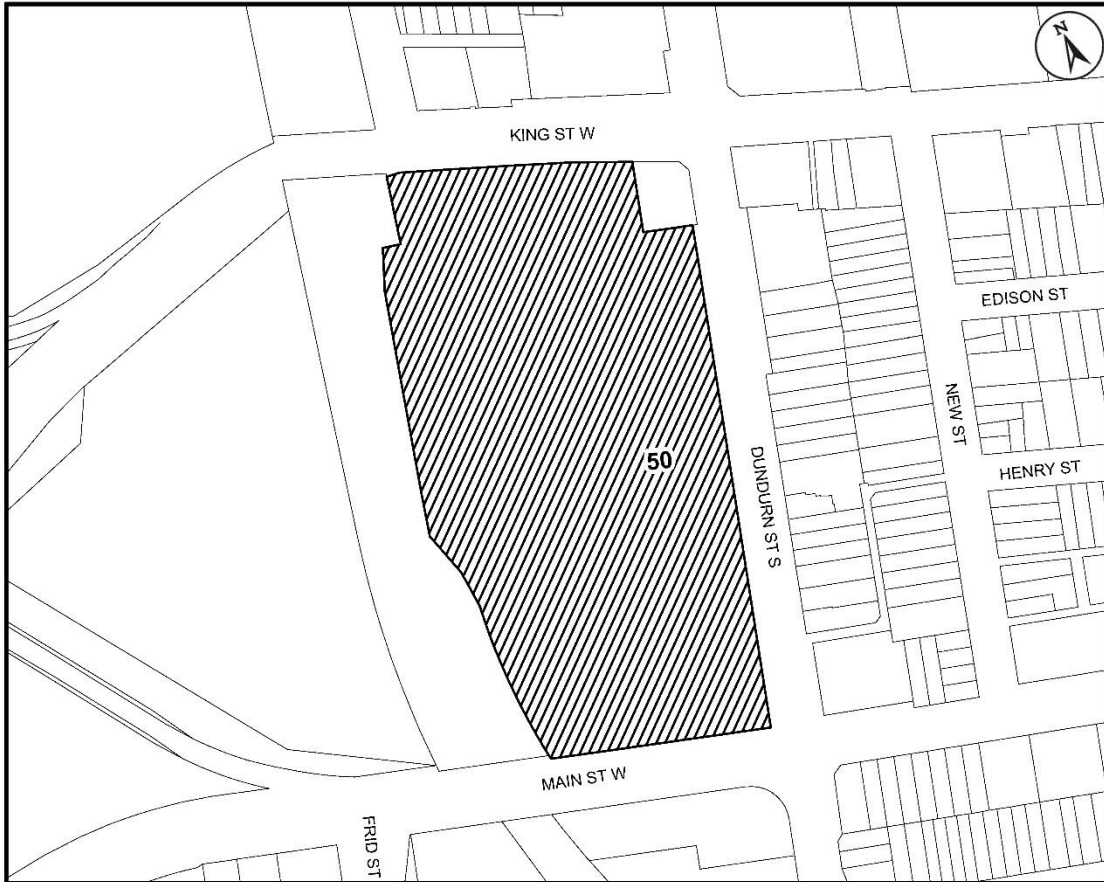 N
KING ST W
EDISON ST
NEW ST
50
DUNDURN ST S
HENRY ST
MAIN ST W
FRID ST